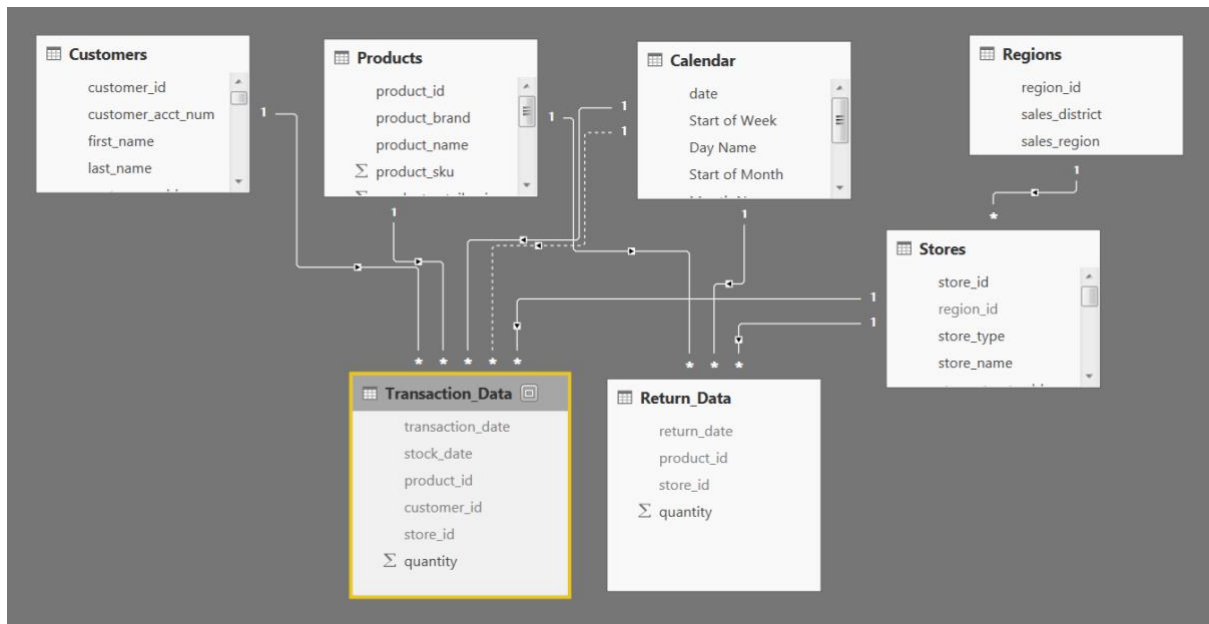 Customers
customer_id
customer_acct_num
first_name
last_name
Products
product_id
product_brand
product_name
Σ product_sku
Calendar
date
Start of Week
Day Name
Start of Month
Regions
region_id
sales_district
sales_region
1
1
1
1
1
1
1
*
Stores
store_id
region_id
store_type
store_name
1
1
* * * * *
* * *
Transaction_Data
transaction_date
stock_date
product_id
customer_id
store_id
Σ quantity
Return_Data
return_date
product_id
store_id
Σ quantity